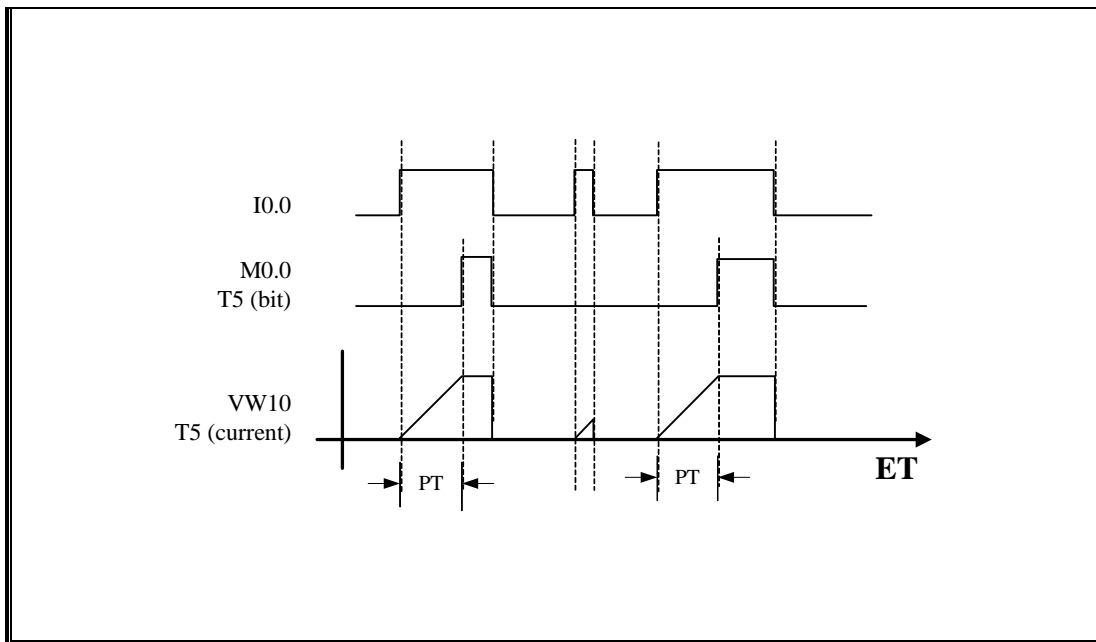 I0.0
M0.0
T5 (bit)
VW10
T5 (current)
ET
PT
PT